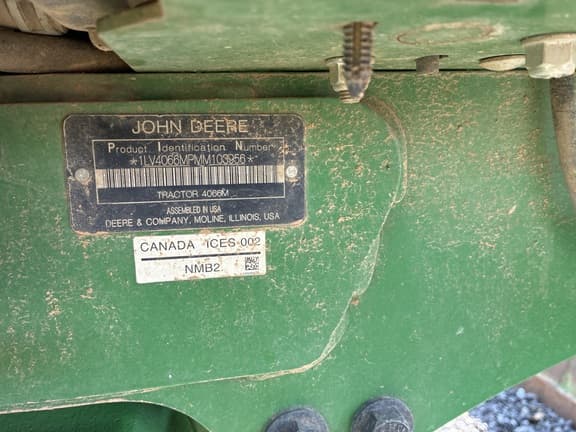 JOHN DEERE
Product Identification Number
*1LV4066MPMM103956*
TRACTOR 4066M
ASSEMBLED IN USA
DEERE & COMPANY, MOLINE, ILLINOIS, USA
CANADA ICES-002
NMB2